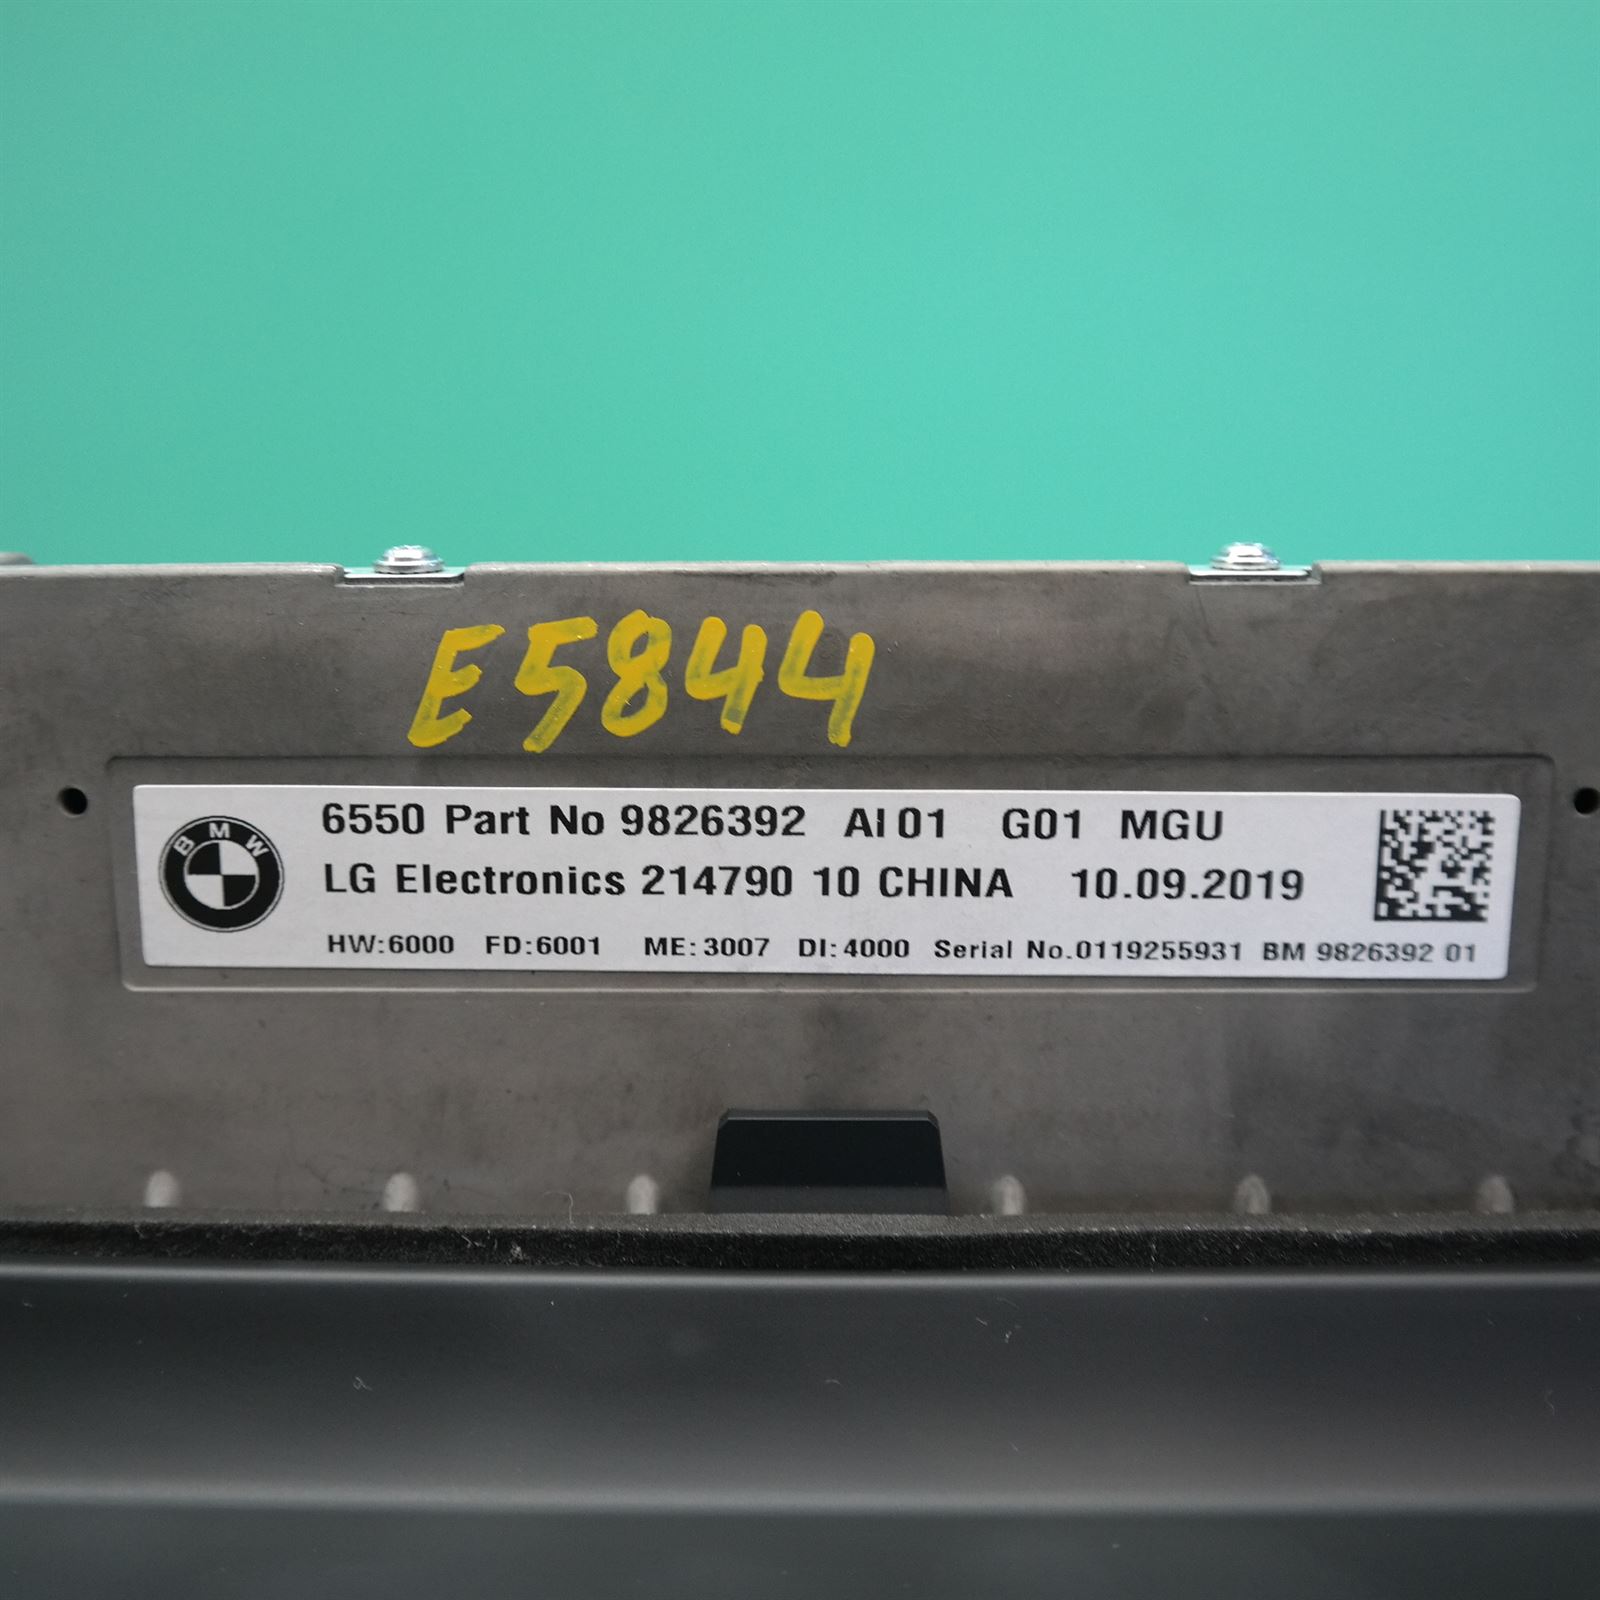 E5844
BMW
6550 Part No 9826392 AI 01 G01 MGU
LG Electronics 214790 10 CHINA 10.09.2019
HW:6000 FD:6001 ME:3007 DI:4000 Serial No.0119255931 BM 9826392 01